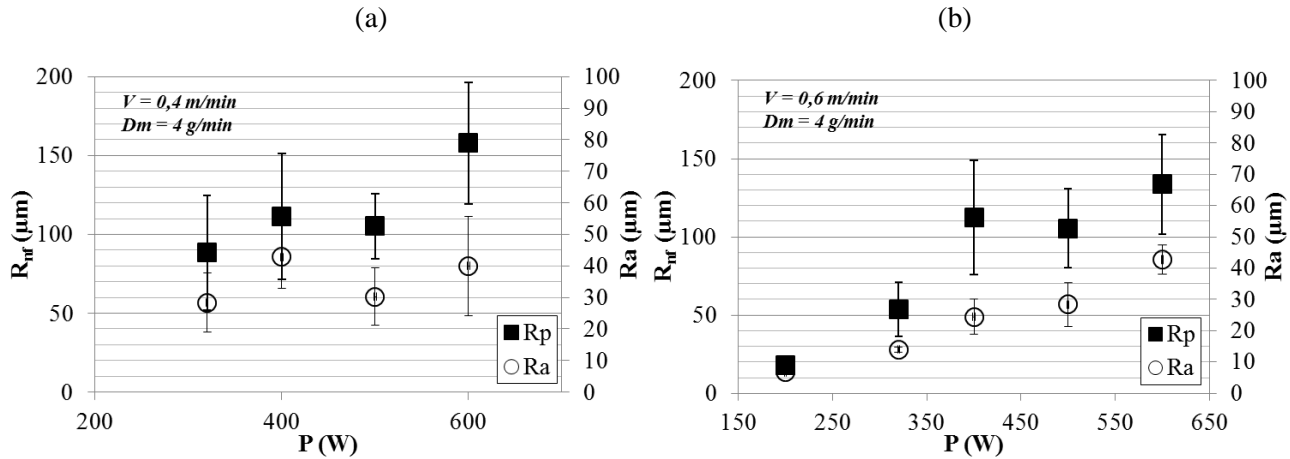 (a)
(b)
V = 0,4 m/min
Dm = 4 g/min
R_nf (µm)
200
150
100
50
0
200
400
600
P (W)
100
90
80
70
60
50
40
30
20
10
0
Ra (µm)
Rp
Ra
V = 0,6 m/min
Dm = 4 g/min
R_nf (µm)
200
150
100
50
0
150
250
350
450
550
650
P (W)
100
90
80
70
60
50
40
30
20
10
0
Ra (µm)
Rp
Ra